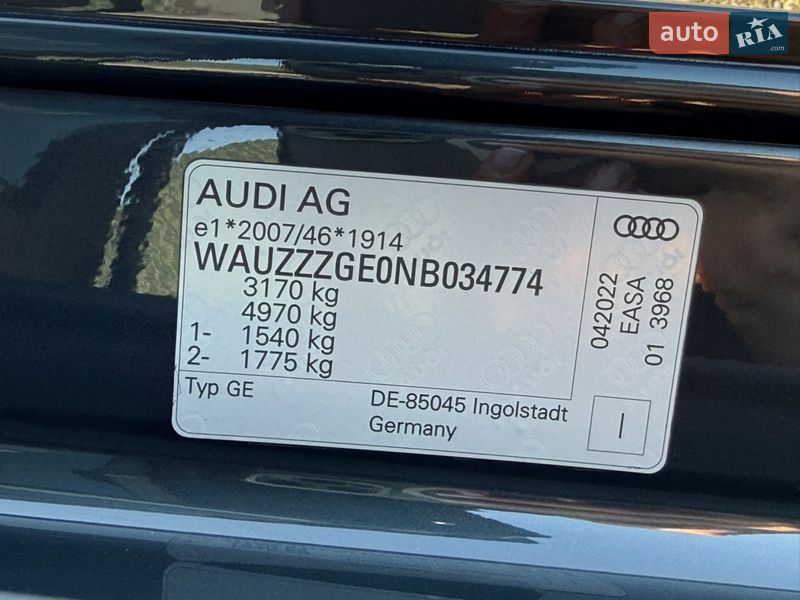 auto RIA
.com
AUDI AG
e1*2007/46*1914
WAUZZZGE0NB034774
3170 kg
4970 kg
1- 1540 kg
2- 1775 kg
Typ GE
DE-85045 Ingolstadt
Germany
042022
EASA
01 3968
I